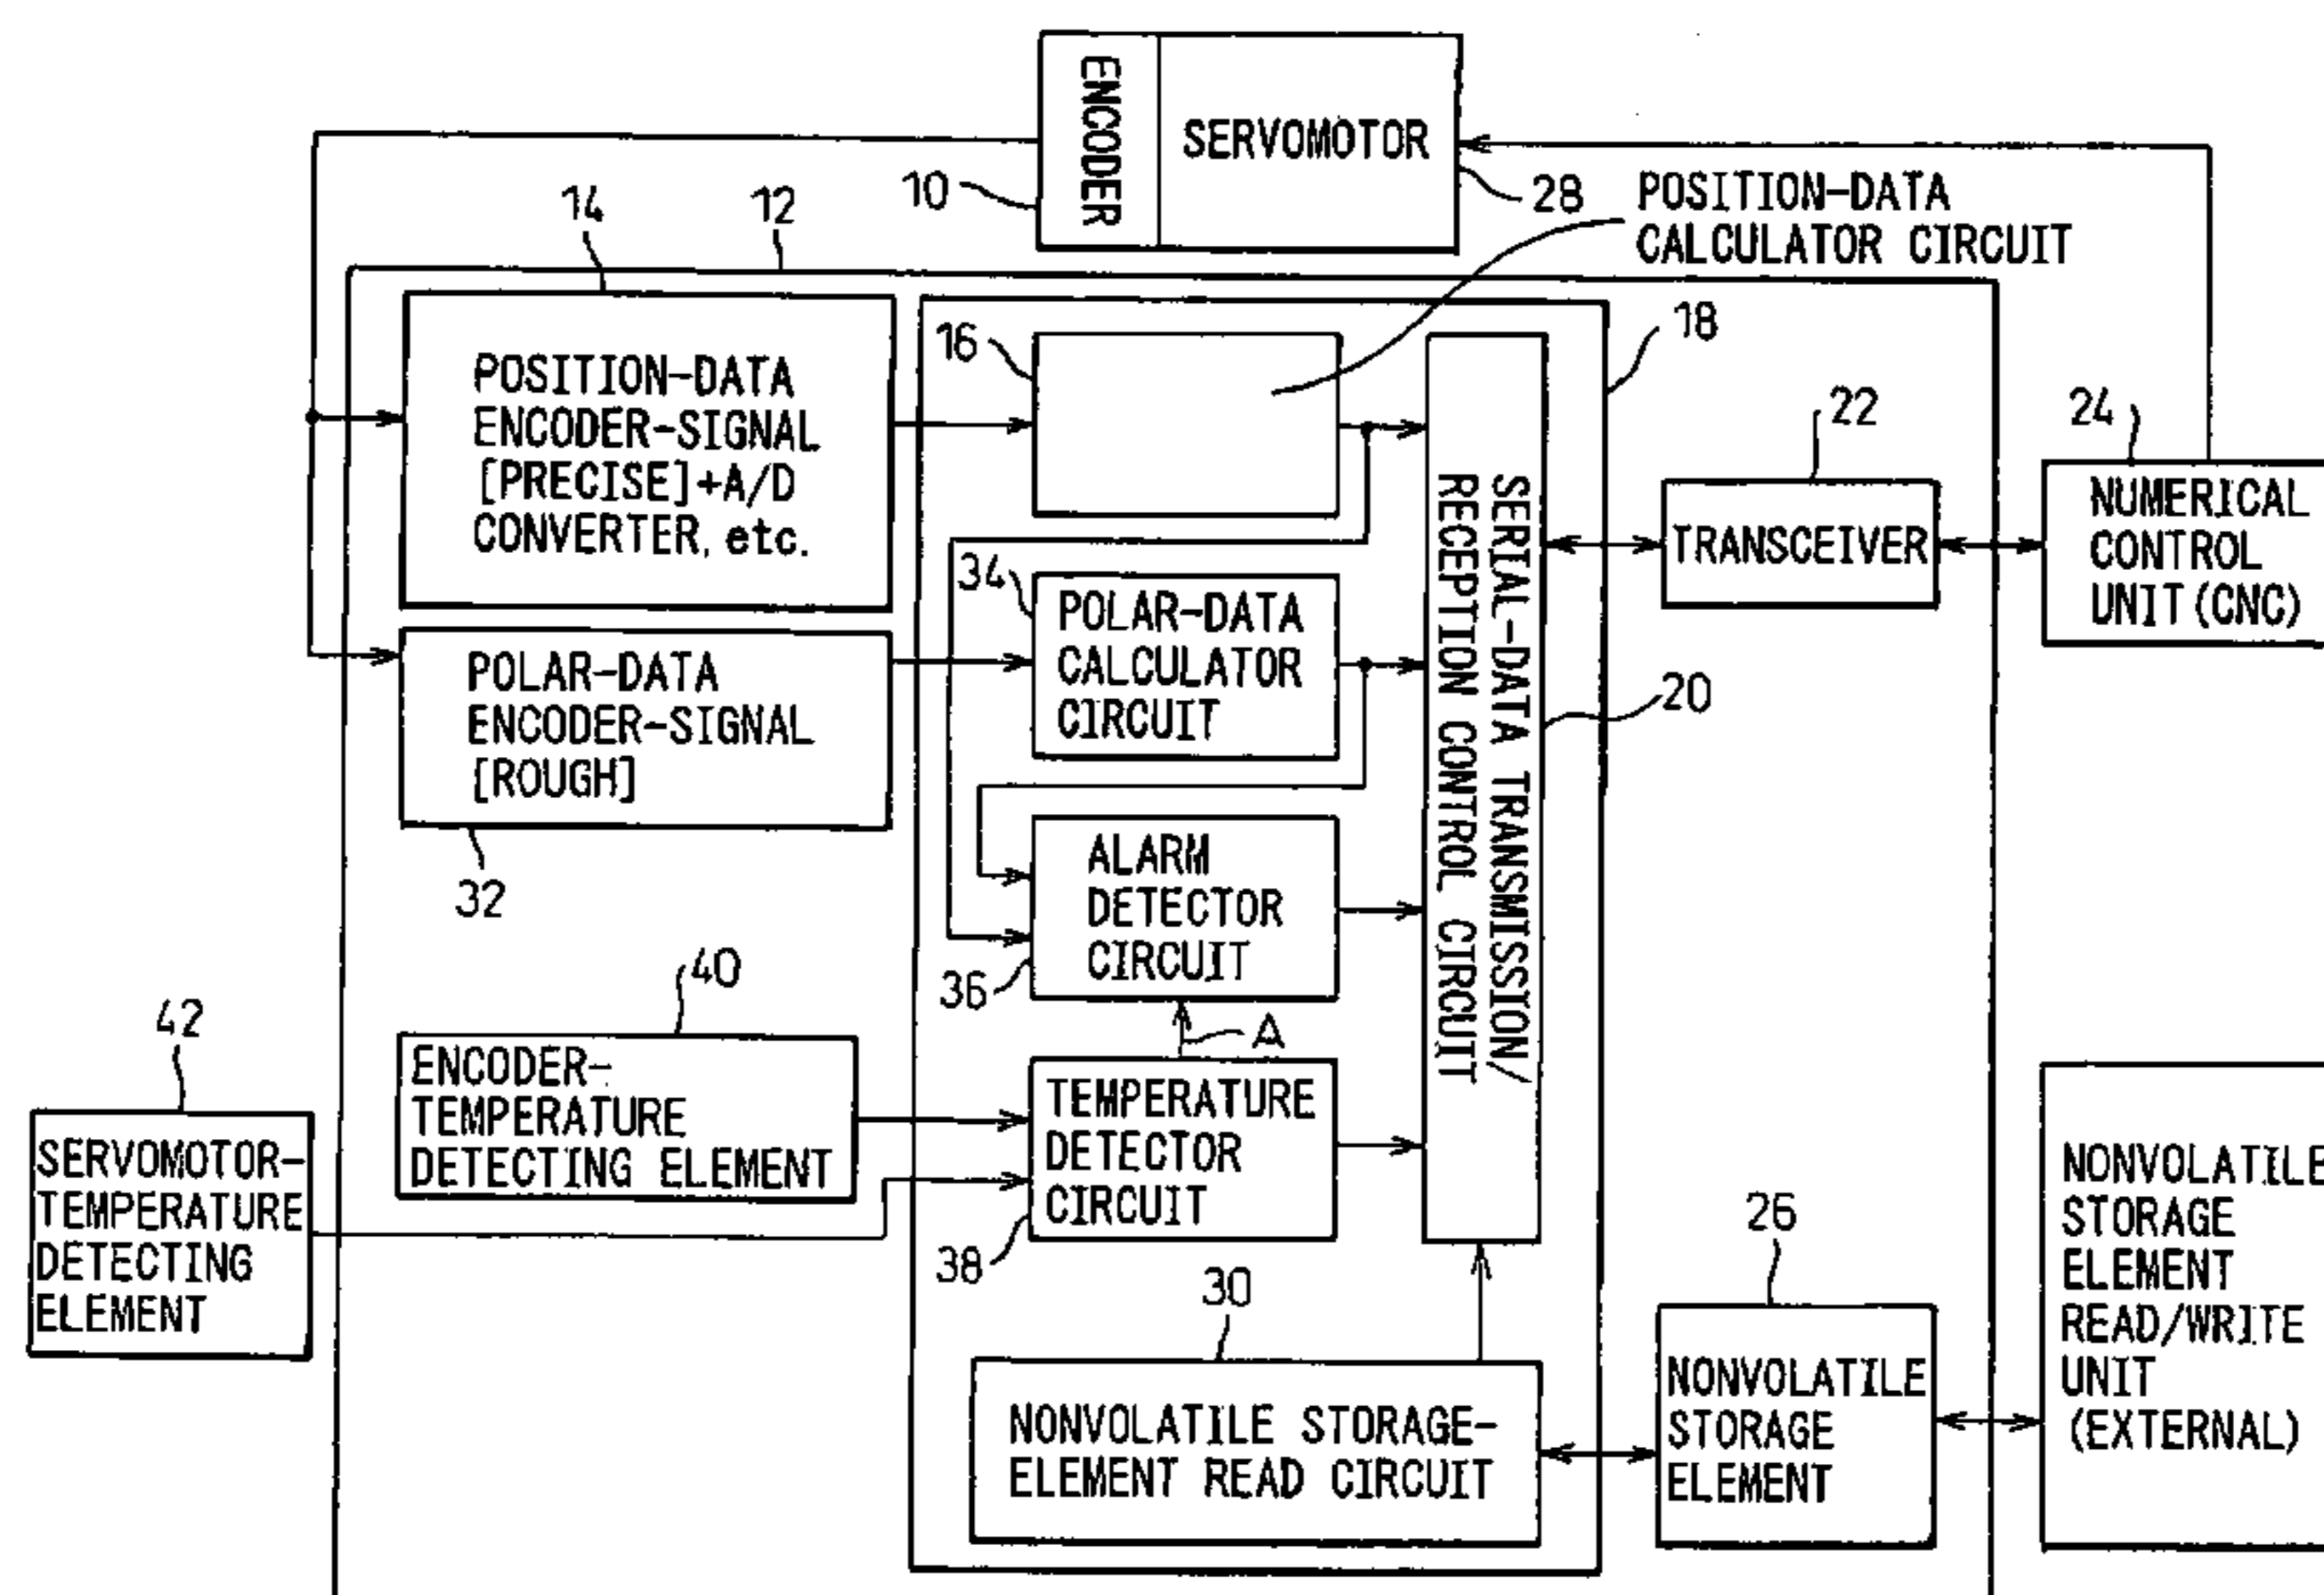 ENCODER
SERVOMOTOR
10
28
POSITION-DATA
CALCULATOR CIRCUIT
14
12
16
18
POSITION-DATA
ENCODER-SIGNAL
[PRECISE]+A/D
CONVERTER, etc.
22
24
TRANSCEIVER
NUMERICAL
CONTROL
UNIT(CNC)
SERIAL-DATA TRANSMISSION/
RECEPTION CONTROL CIRCUIT
34
POLAR-DATA
CALCULATOR
CIRCUIT
20
POLAR-DATA
ENCODER-SIGNAL
[ROUGH]
32
ALARM
DETECTOR
CIRCUIT
36
A
40
ENCODER-
TEMPERATURE
DETECTING ELEMENT
42
SERVOMOTOR-
TEMPERATURE
DETECTING
ELEMENT
TEMPERATURE
DETECTOR
CIRCUIT
38
30
NONVOLATILE STORAGE-
ELEMENT READ CIRCUIT
26
NONVOLATILE
STORAGE
ELEMENT
NONVOLATILE
STORAGE
ELEMENT
READ/WRITE
UNIT
(EXTERNAL)